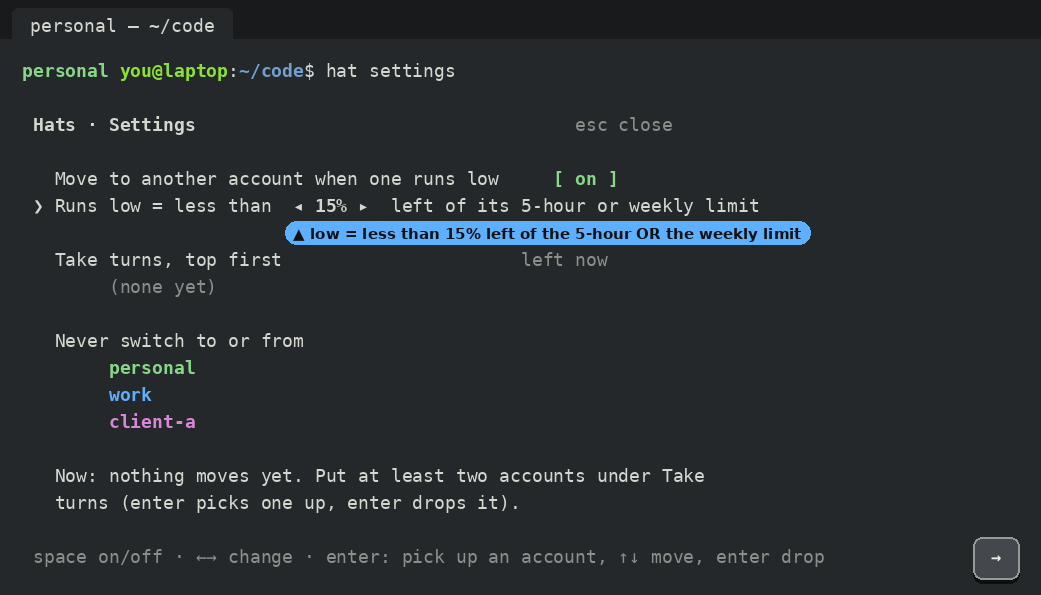 personal — ~/code
personal you@laptop:~/code$ hat settings
Hats · Settings esc close
Move to another account when one runs low [ on ]
❯ Runs low = less than ◂ 15% ▸ left of its 5-hour or weekly limit
▲ low = less than 15% left of the 5-hour OR the weekly limit
Take turns, top first left now
(none yet)
Never switch to or from
personal
work
client-a
Now: nothing moves yet. Put at least two accounts under Take
turns (enter picks one up, enter drops it).
space on/off · ←→ change · enter: pick up an account, ↑↓ move, enter drop
→